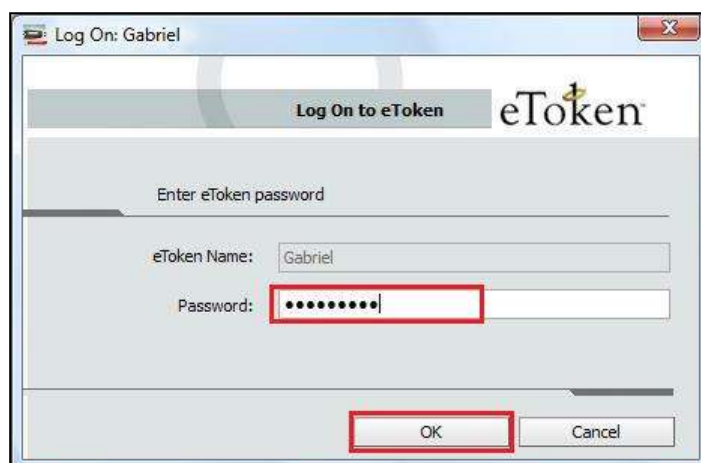 Log On: Gabriel
Log On to eToken
eToken
Enter eToken password
eToken Name: Gabriel
Password: •••••••••
OK Cancel